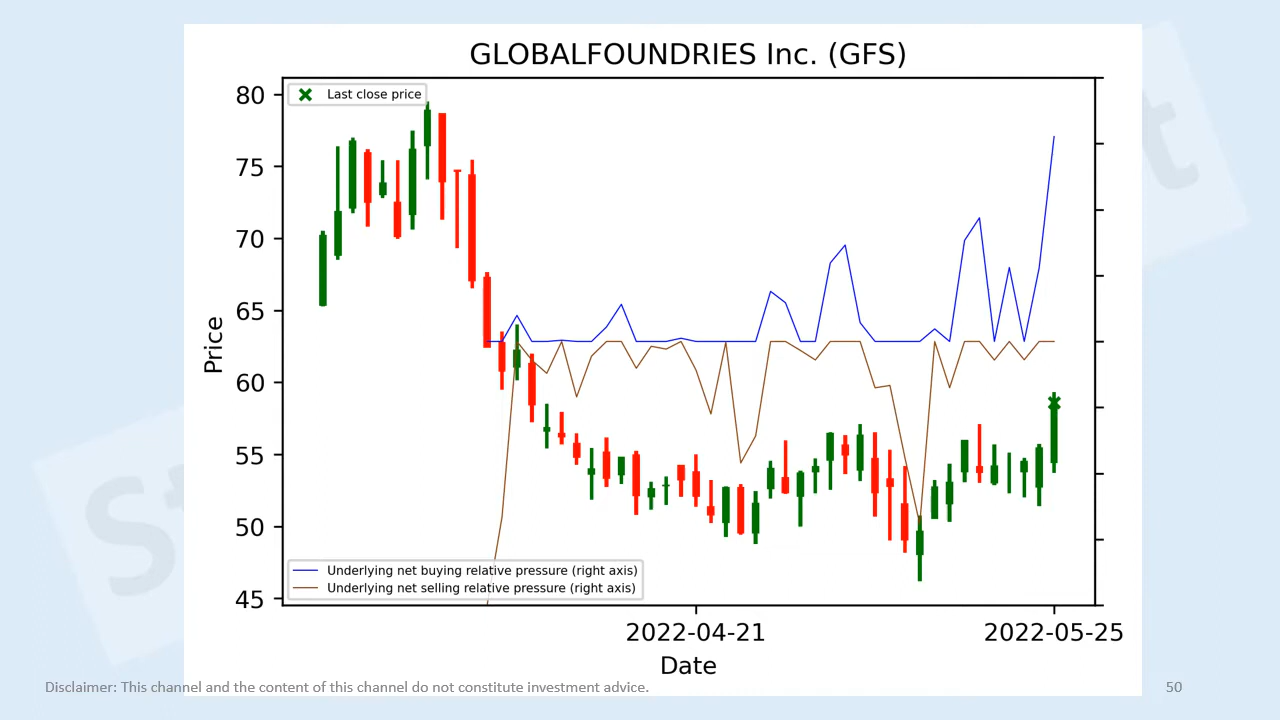 GLOBALFOUNDRIES Inc. (GFS)
Last close price
80
75
70
65
60
55
50
45
Price
Underlying net buying relative pressure (right axis)
Underlying net selling relative pressure (right axis)
2022-04-21
2022-05-25
Date
Disclaimer: This channel and the content of this channel do not constitute investment advice.
50